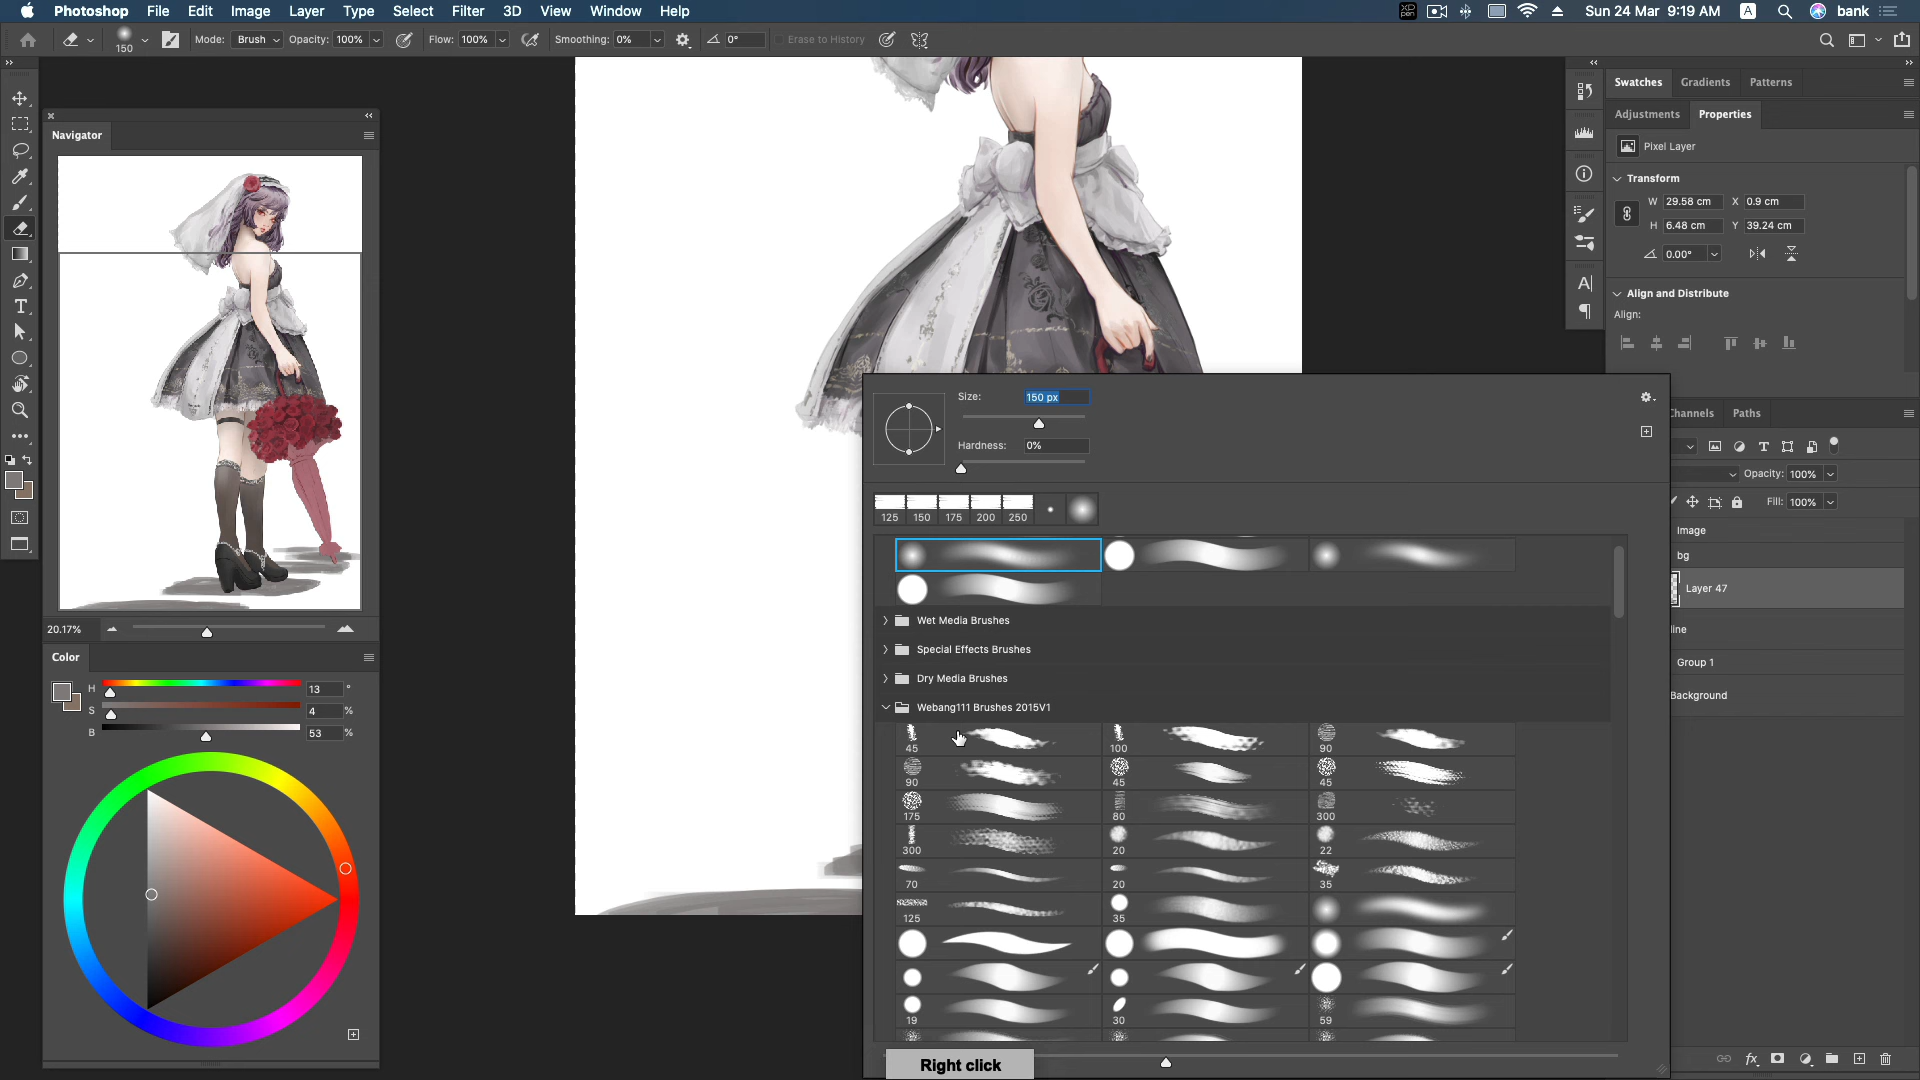 Photoshop File Edit Image Layer Type Select Filter 3D View Window Help
XP PEN Sun 24 Mar 9:19 AM A bank
150 Mode: Brush Opacity: 100% Flow: 100% Smoothing: 0% 0° Erase to History
Navigator
20.17%
Color
H 13 °
S 4 %
B 53 %
Size: 150 px
Hardness: 0%
125 150 175 200 250
Wet Media Brushes
Special Effects Brushes
Dry Media Brushes
Webang111 Brushes 2015V1
45 100 90
90 45 45
175 80 300
300 20 22
70 20 35
125 35
19 30 59
Right click
Swatches Gradients Patterns
Adjustments Properties
Pixel Layer
Transform
W 29.58 cm X 0.9 cm
H 6.48 cm Y 39.24 cm
0.00°
Align and Distribute
Align:
Channels Paths
Opacity: 100%
Fill: 100%
Image
bg
Layer 47
line
Group 1
Background